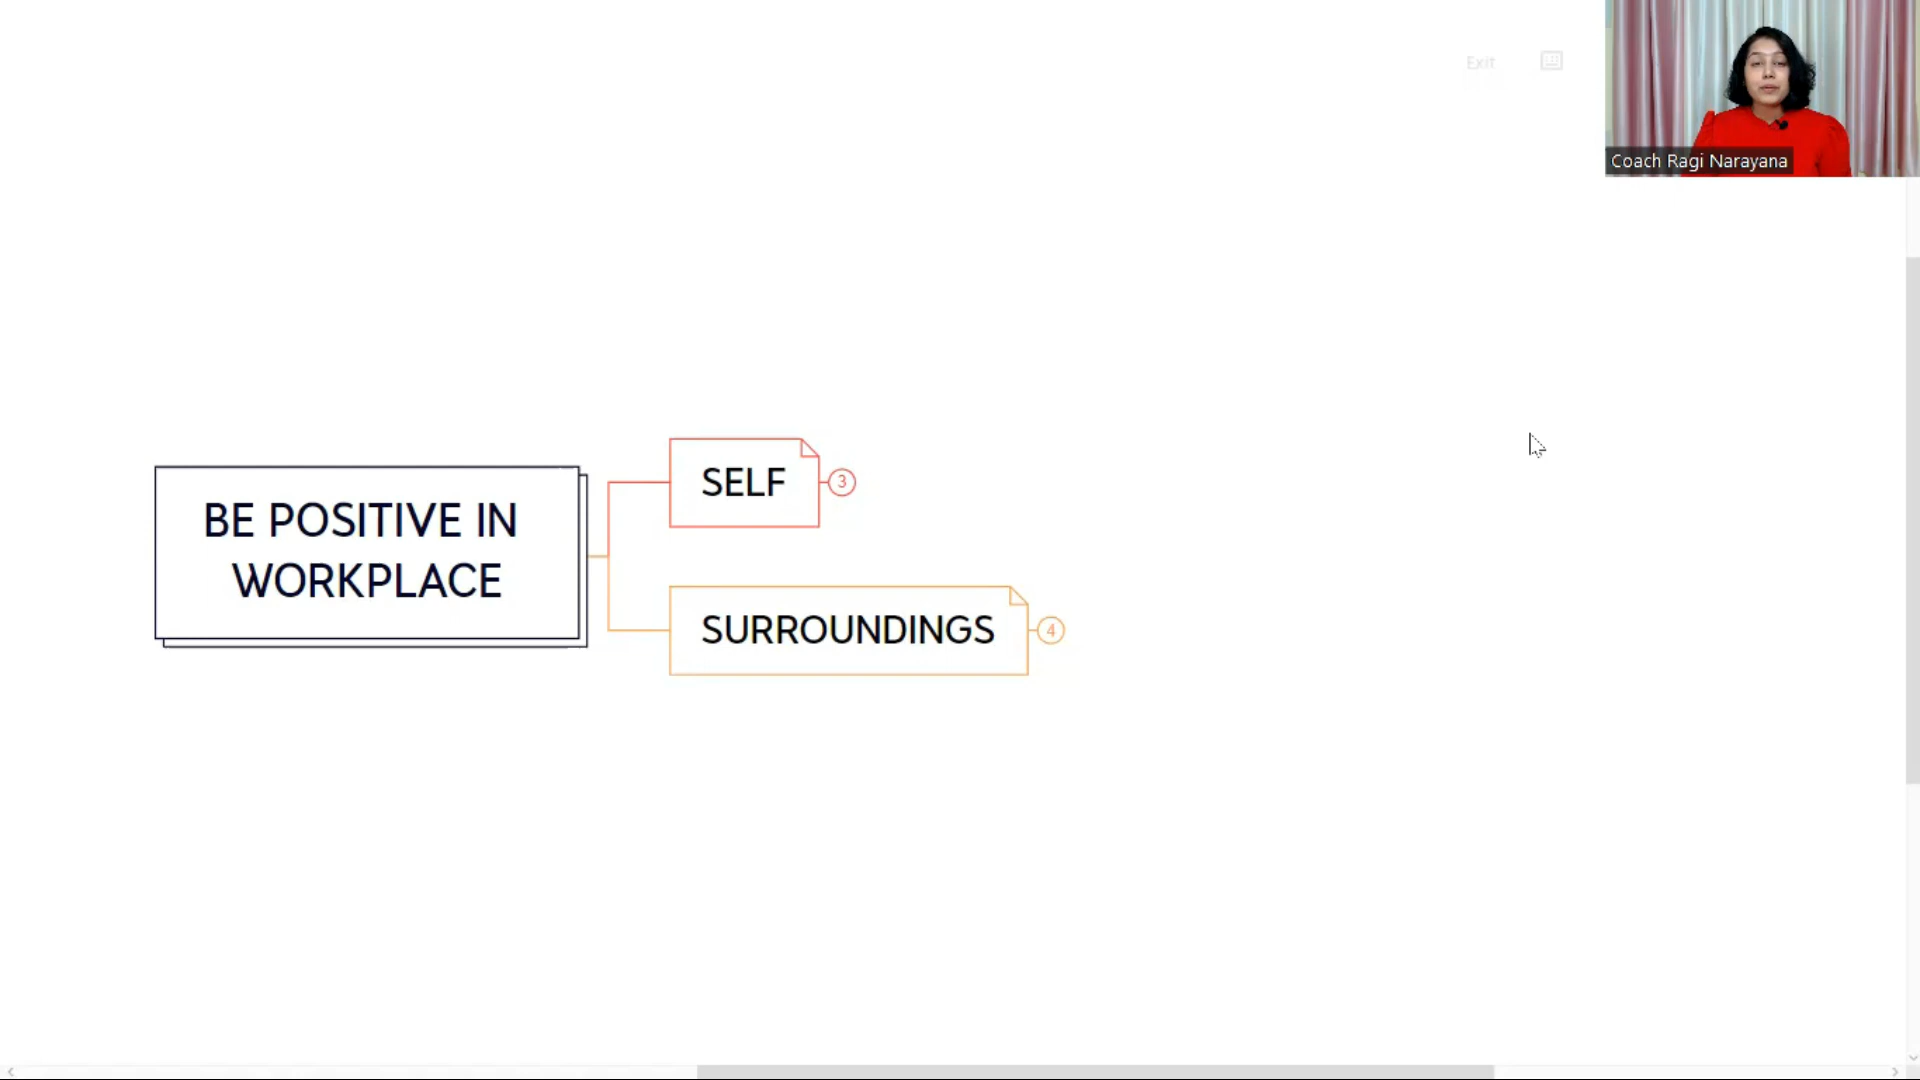 Exit
Coach Ragi Narayana
SELF
3
BE POSITIVE IN
WORKPLACE
SURROUNDINGS
4